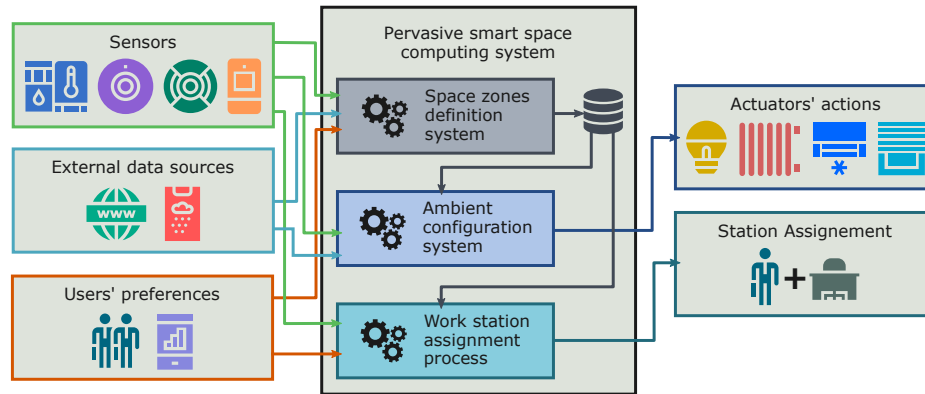 Sensors
External data sources
www
Users' preferences
Pervasive smart space
computing system
Space zones
definition
system
Ambient
configuration
system
Work station
assignment
process
Actuators' actions
Station Assignement
+